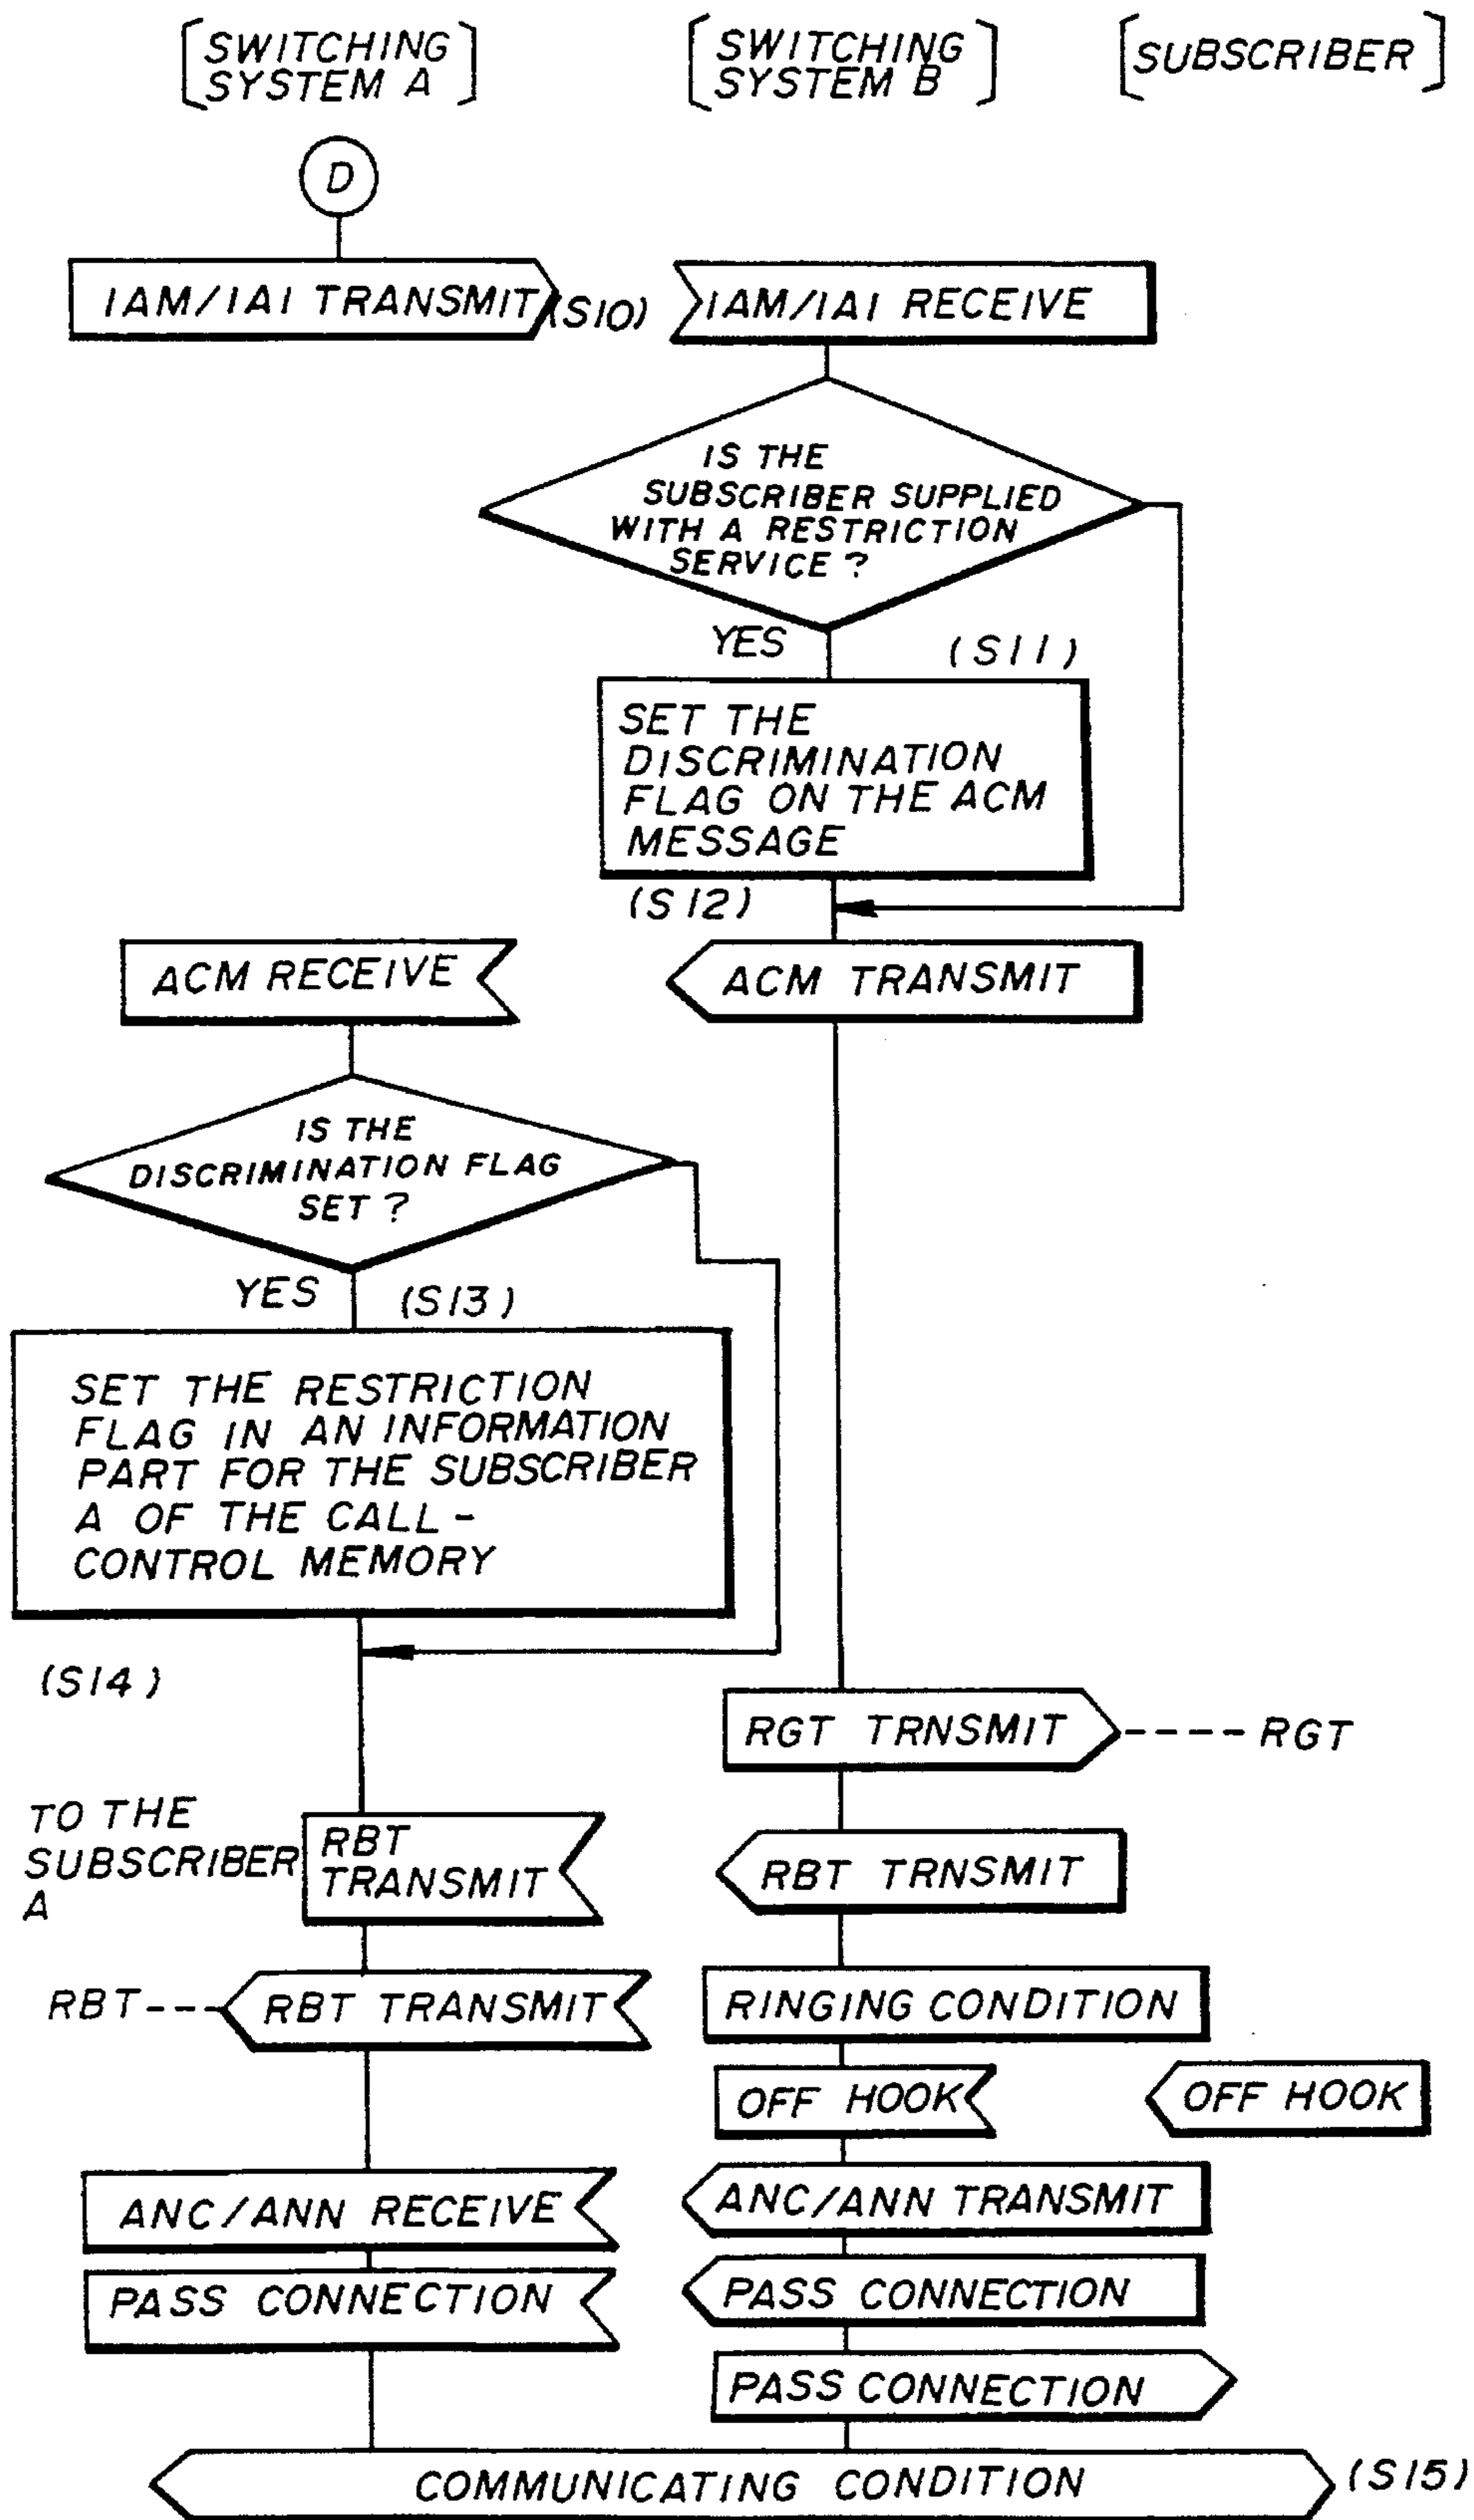 [SWITCHING SYSTEM A]
[SWITCHING SYSTEM B]
[SUBSCRIBER]
D
IAM/IAI TRANSMIT
(S10)
IAM/IAI RECEIVE
IS THE
SUBSCRIBER SUPPLIED
WITH A RESTRICTION
SERVICE ?
YES
(S11)
SET THE
DISCRIMINATION
FLAG ON THE ACM
MESSAGE
(S12)
ACM RECEIVE
ACM TRANSMIT
IS THE
DISCRIMINATION FLAG
SET ?
YES
(S13)
SET THE RESTRICTION
FLAG IN AN INFORMATION
PART FOR THE SUBSCRIBER
A OF THE CALL-
CONTROL MEMORY
(S14)
RGT TRNSMIT
RGT
TO THE
SUBSCRIBER
A
RBT
TRANSMIT
RBT TRNSMIT
RBT
RBT TRANSMIT
RINGING CONDITION
OFF HOOK
OFF HOOK
ANC/ANN RECEIVE
ANC/ANN TRANSMIT
PASS CONNECTION
PASS CONNECTION
PASS CONNECTION
COMMUNICATING CONDITION
(S15)